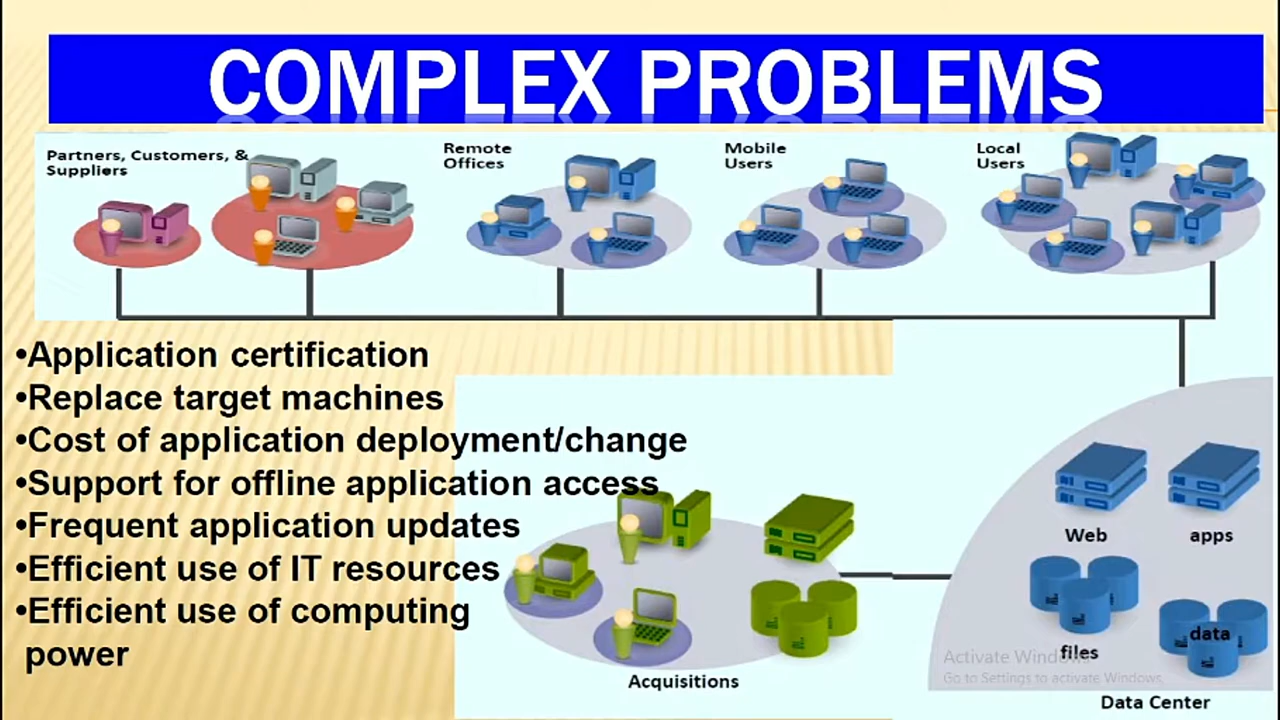 COMPLEX PROBLEMS
Partners, Customers, &
Suppliers
Remote
Offices
Mobile
Users
Local
Users
•Application certification
•Replace target machines
•Cost of application deployment/change
•Support for offline application access
•Frequent application updates
•Efficient use of IT resources
•Efficient use of computing
power
Web
apps
files
data
Acquisitions
Data Center
Activate Windows
Go to Settings to activate Windows.